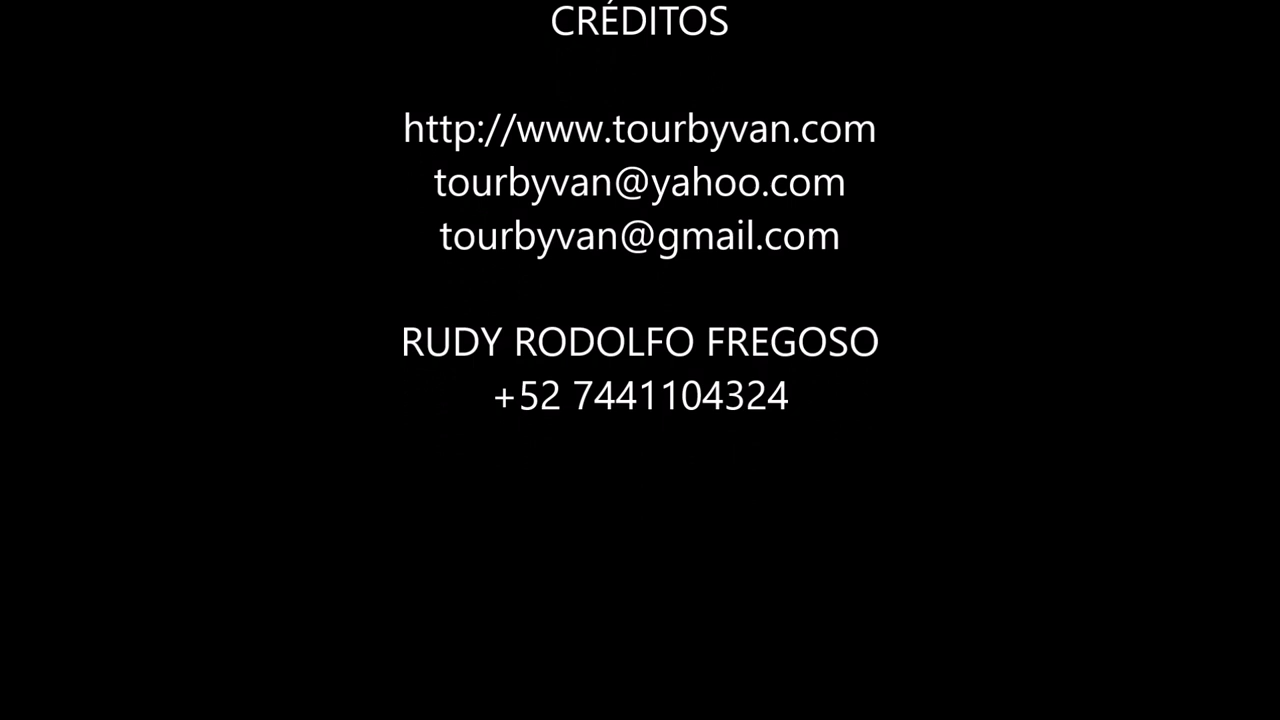 CRÉDITOS
http://www.tourbyvan.com
tourbyvan@yahoo.com
tourbyvan@gmail.com
RUDY RODOLFO FREGOSO
+52 7441104324